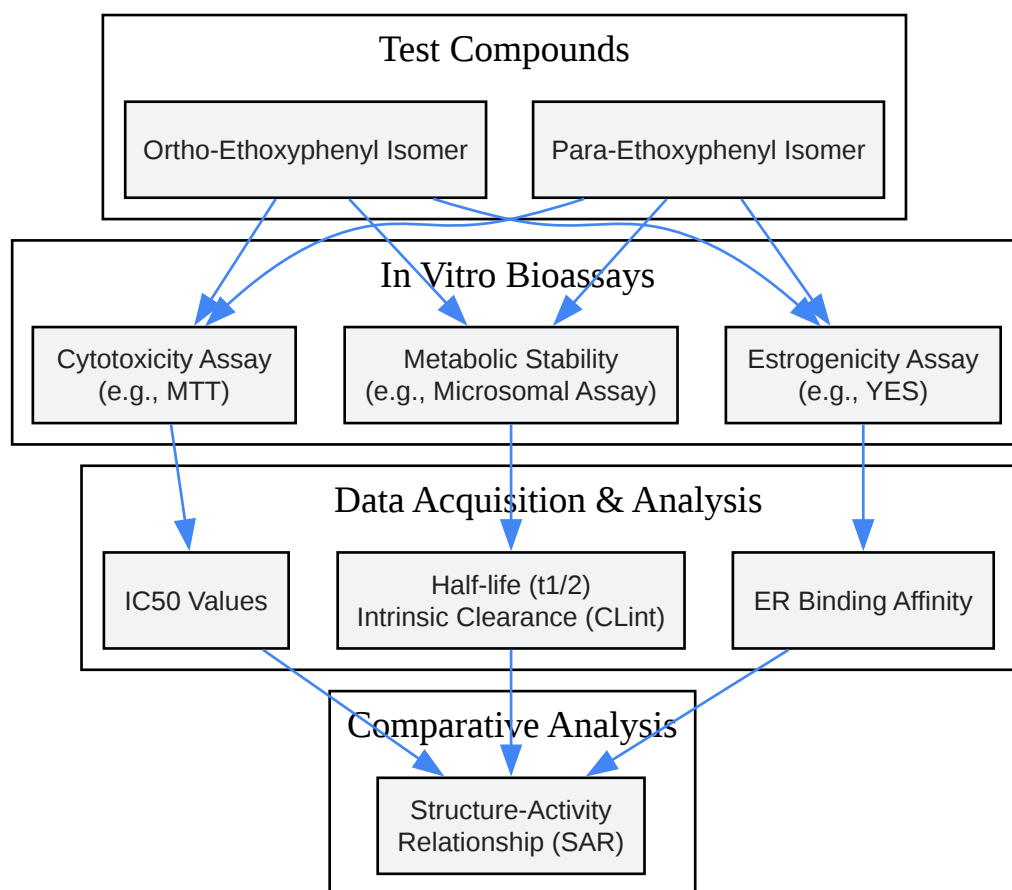 Test Compounds
Ortho-Ethoxyphenyl Isomer
Para-Ethoxyphenyl Isomer
In Vitro Bioassays
Cytotoxicity Assay
(e.g., MTT)
Metabolic Stability
(e.g., Microsomal Assay)
Estrogenicity Assay
(e.g., YES)
Data Acquisition & Analysis
IC50 Values
Half-life (t1/2)
Intrinsic Clearance (CLint)
ER Binding Affinity
Comparative Analysis
Structure-Activity
Relationship (SAR)